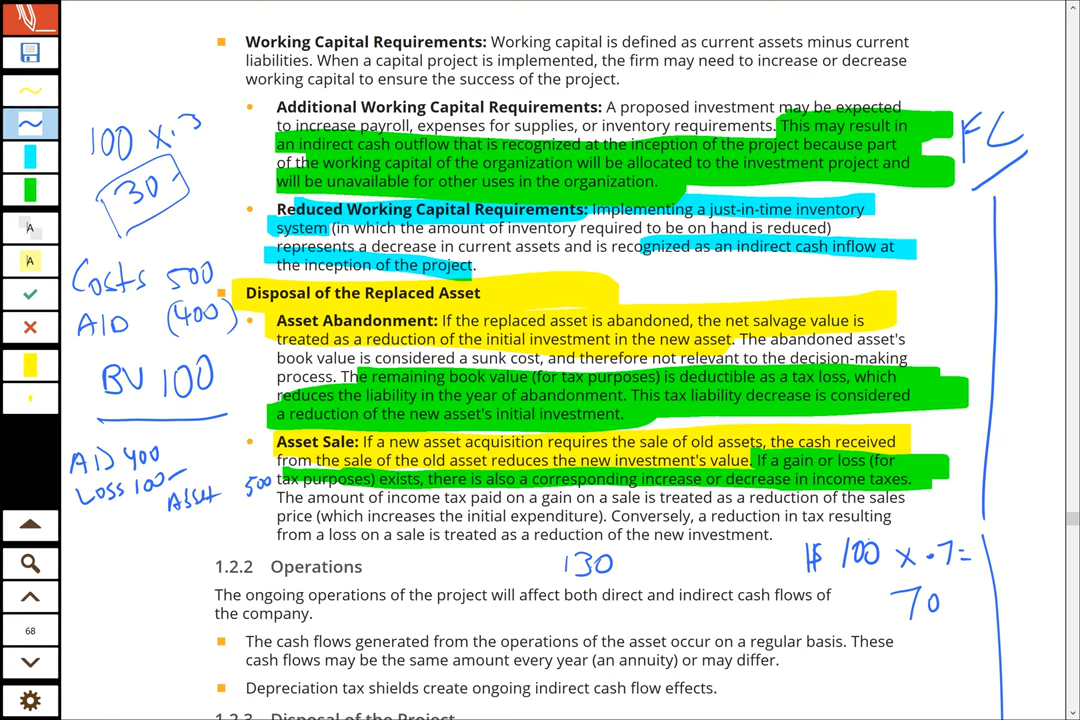 Working Capital Requirements: Working capital is defined as current assets minus current
liabilities. When a capital project is implemented, the firm may need to increase or decrease
working capital to ensure the success of the project.
Additional Working Capital Requirements: A proposed investment may be expected
to increase payroll, expenses for supplies, or inventory requirements. This may result in
an indirect cash outflow that is recognized at the inception of the project because part
of the working capital of the organization will be allocated to the investment project and
will be unavailable for other uses in the organization.
100 x .3
30
FC
Reduced Working Capital Requirements: Implementing a just-in-time inventory
system (in which the amount of inventory required to be on hand is reduced)
represents a decrease in current assets and is recognized as an indirect cash inflow at
the inception of the project.
Costs 500
A/D (400)
BV 100
Disposal of the Replaced Asset
Asset Abandonment: If the replaced asset is abandoned, the net salvage value is
treated as a reduction of the initial investment in the new asset. The abandoned asset's
book value is considered a sunk cost, and therefore not relevant to the decision-making
process. The remaining book value (for tax purposes) is deductible as a tax loss, which
reduces the liability in the year of abandonment. This tax liability decrease is considered
a reduction of the new asset's initial investment.
A/D 400
Loss 100
Asset 500
Asset Sale: If a new asset acquisition requires the sale of old assets, the cash received
from the sale of the old asset reduces the new investment's value. If a gain or loss (for
tax purposes) exists, there is also a corresponding increase or decrease in income taxes.
The amount of income tax paid on a gain on a sale is treated as a reduction of the sales
price (which increases the initial expenditure). Conversely, a reduction in tax resulting
from a loss on a sale is treated as a reduction of the new investment.
130
$ 100 x .7=
70
1.2.2 Operations
The ongoing operations of the project will affect both direct and indirect cash flows of
the company.
The cash flows generated from the operations of the asset occur on a regular basis. These
cash flows may be the same amount every year (an annuity) or may differ.
Depreciation tax shields create ongoing indirect cash flow effects.
1.2.3 Disposal of the Project
A
A
68